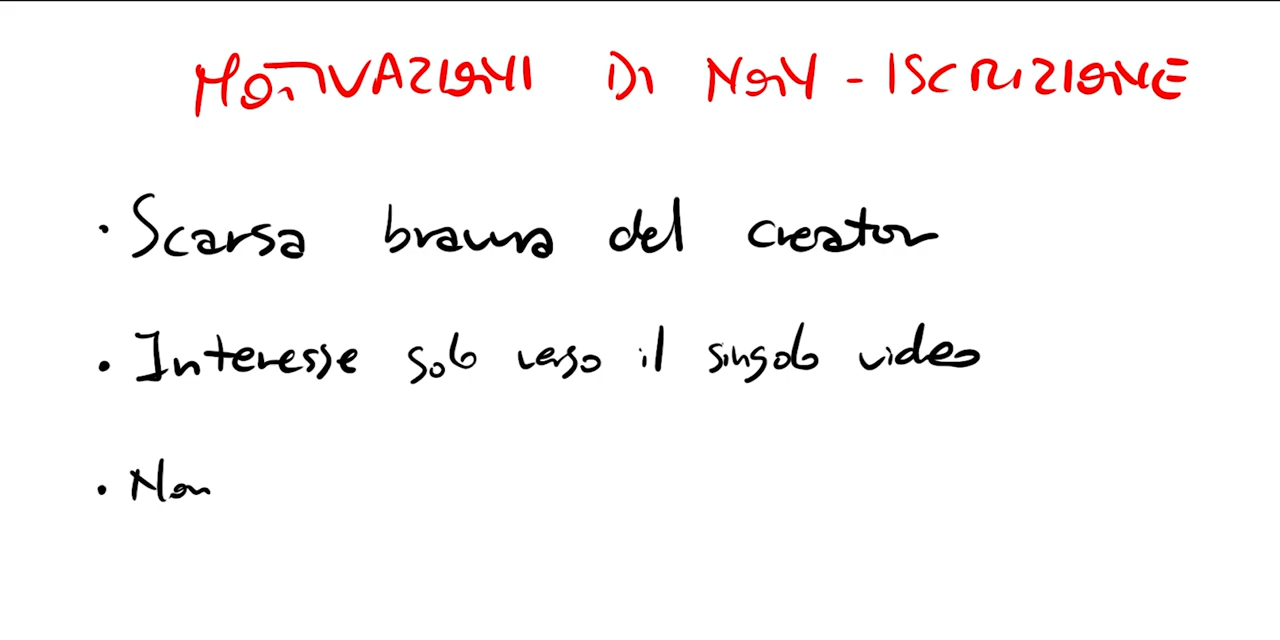 MOTIVAZIONI DI NON-ISCRIZIONE
• Scarsa bravura del creator
• Interesse solo verso il singolo video
• Non